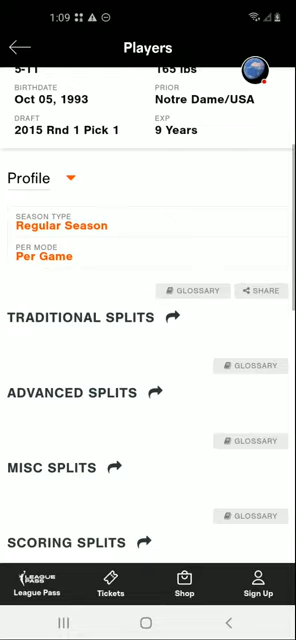 1:09
Players
5-11 165 lbs
BIRTHDATE PRIOR
Oct 05, 1993 Notre Dame/USA
DRAFT EXP
2015 Rnd 1 Pick 1 9 Years
Profile
SEASON TYPE
Regular Season
PER MODE
Per Game
GLOSSARY SHARE
TRADITIONAL SPLITS
GLOSSARY
ADVANCED SPLITS
GLOSSARY
MISC SPLITS
GLOSSARY
SCORING SPLITS
LEAGUE
PASS
League Pass Tickets Shop Sign Up